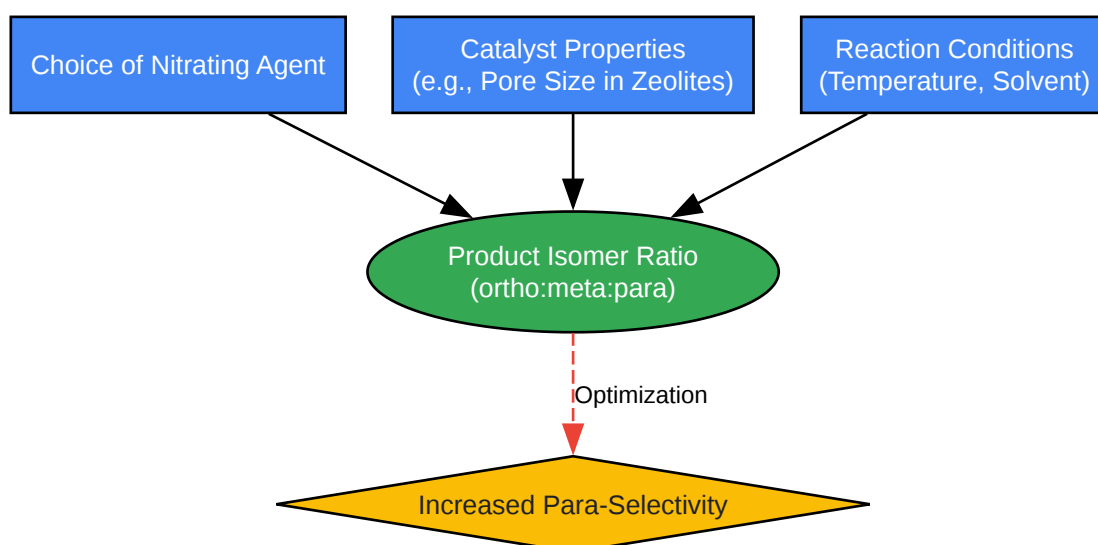 Choice of Nitrating Agent
Catalyst Properties
(e.g., Pore Size in Zeolites)
Reaction Conditions
(Temperature, Solvent)
Product Isomer Ratio
(ortho:meta:para)
Optimization
Increased Para-Selectivity